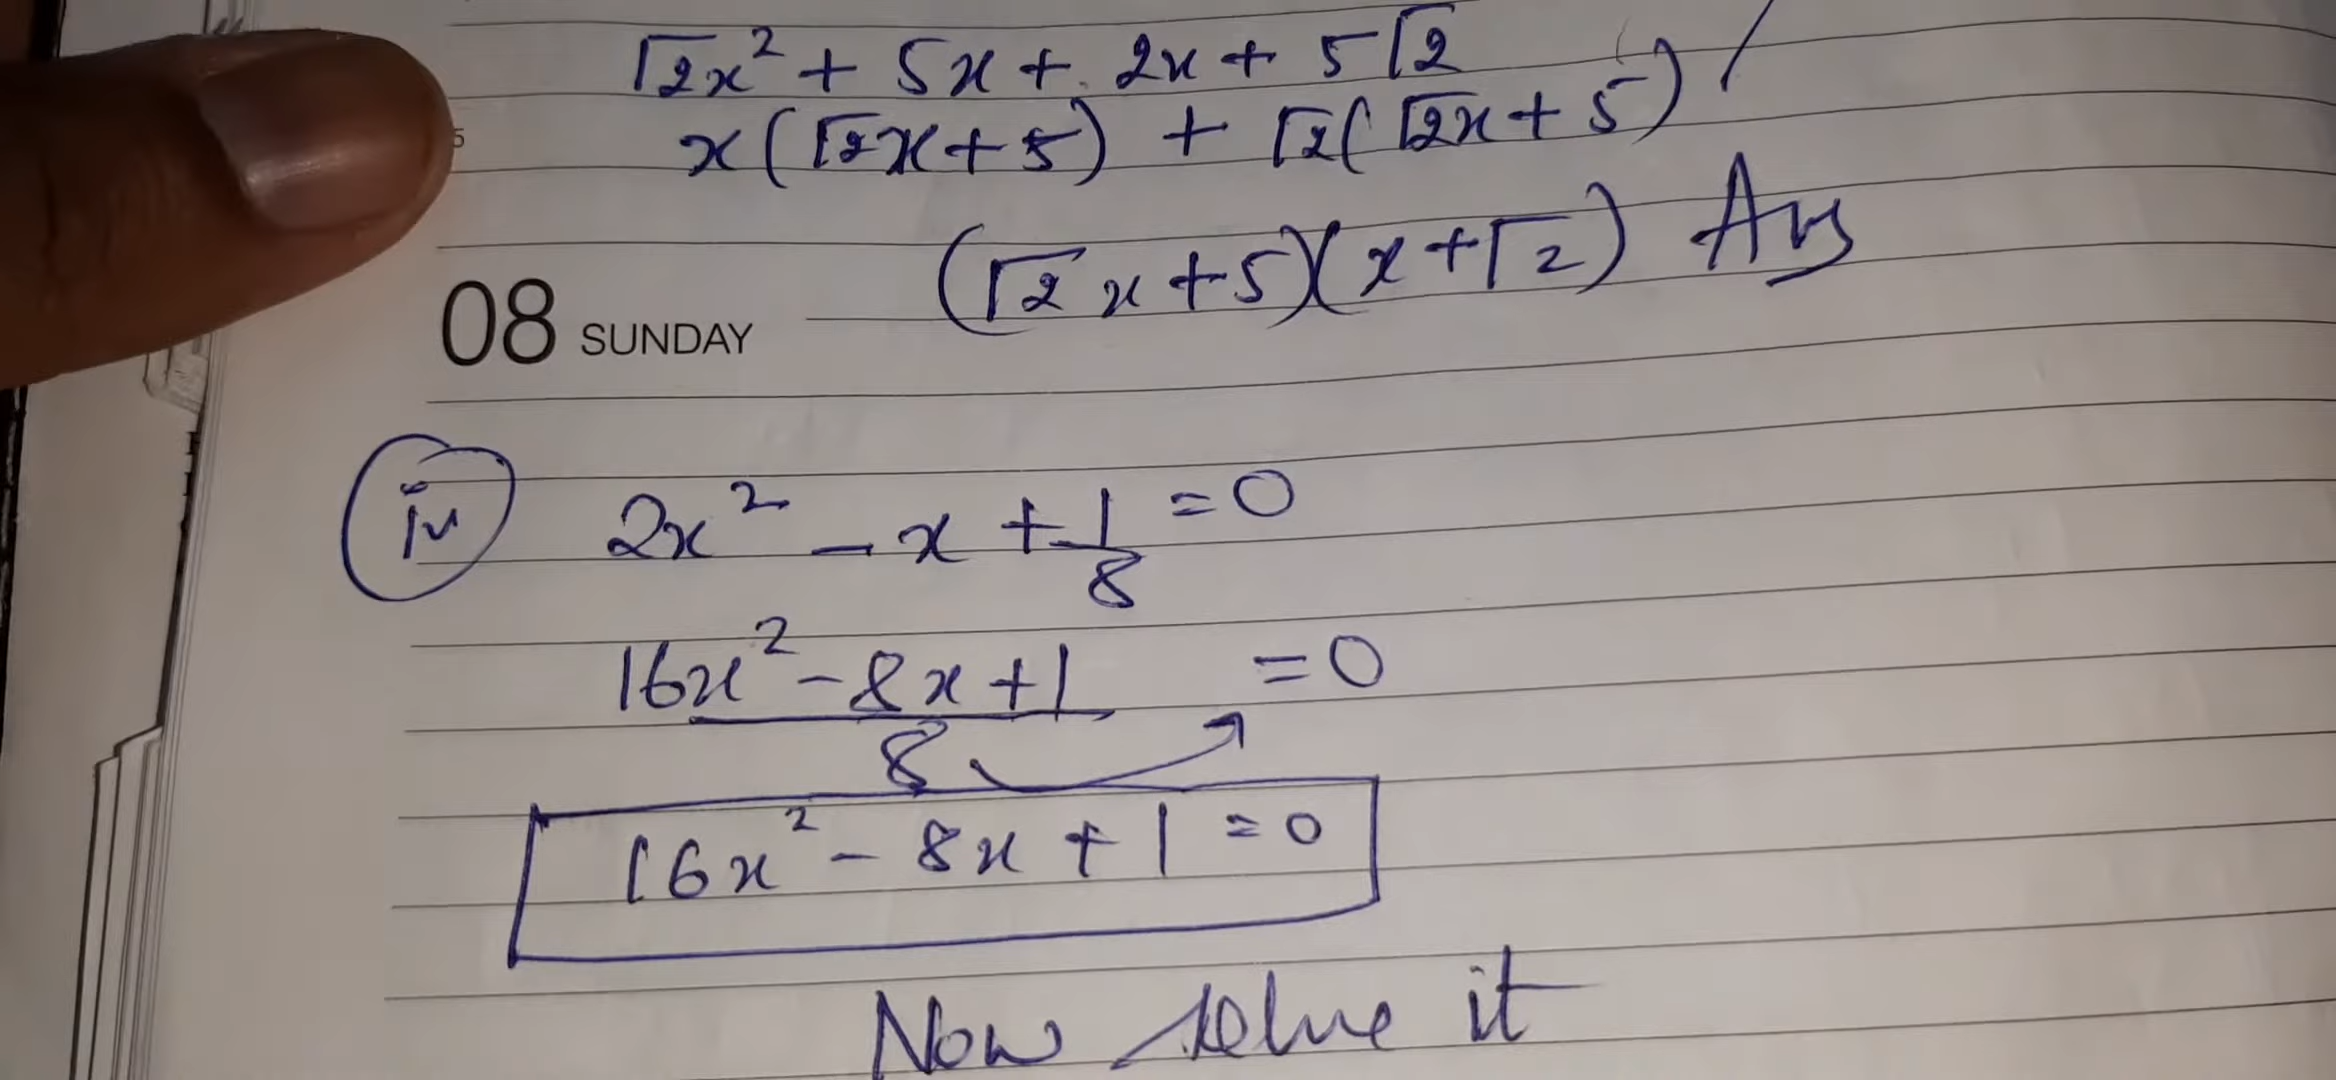 √2x² + 5x + 2x + 5√2
x(√2x+5) + √2(√2x+5)
(√2x+5)(x+√2) Ans
5
08 SUNDAY
iv 2x² - x + 1/8 = 0
16x² - 8x + 1 / 8 = 0
16x² - 8x + 1 = 0
Now solve it